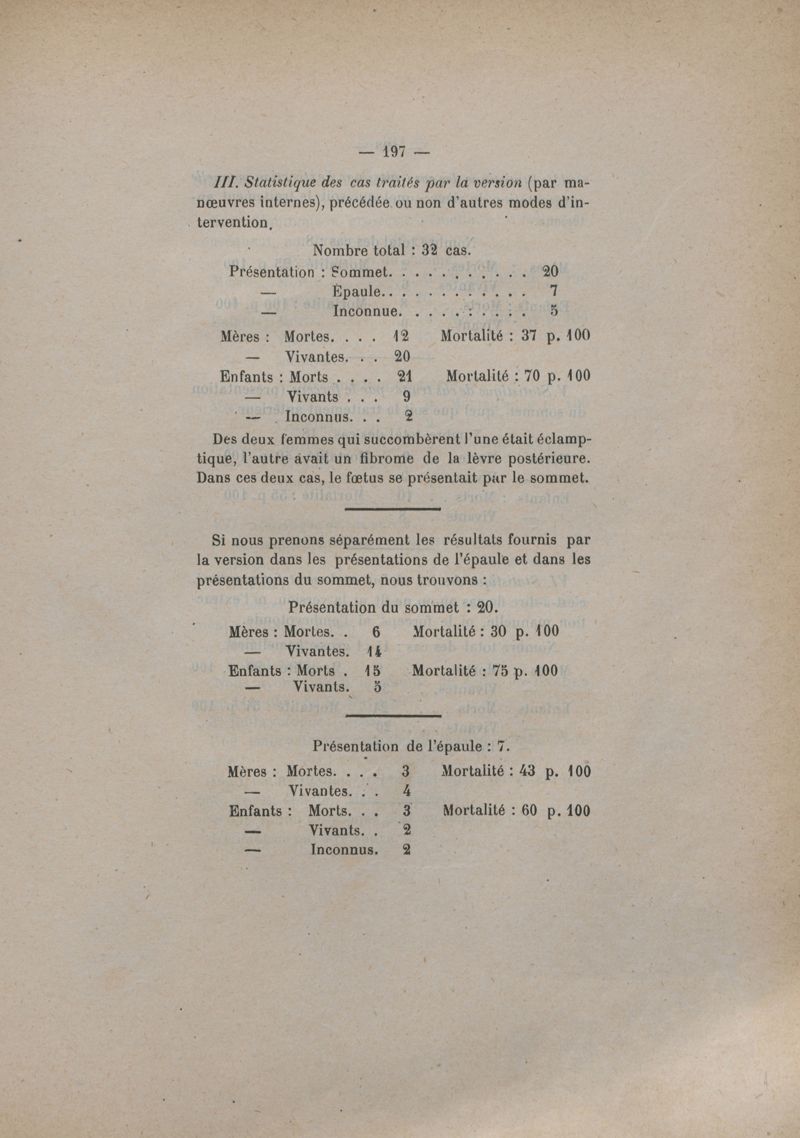 — 197 —
III. Statistique des cas traités par la version (par ma-
nœuvres internes), précédée ou non d'autres modes d'in-
tervention.
Nombre total : 32 cas.
Présentation : Sommet. . . . . . . . . . . 20
— Epaule. . . . . . . . . . . . 7
— Inconnue. . . . . . . . . . 5
Mères : Mortes. . . . 12 Mortalité : 37 p. 100
— Vivantes. . . 20
Enfants : Morts . . . . 21 Mortalité : 70 p. 100
— Vivants . . . 9
— Inconnus. . . 2
Des deux femmes qui succombèrent l'une était éclamp-
tique, l'autre avait un fibrome de la lèvre postérieure.
Dans ces deux cas, le fœtus se présentait par le sommet.
Si nous prenons séparément les résultats fournis par
la version dans les présentations de l'épaule et dans les
présentations du sommet, nous trouvons :
Présentation du sommet : 20.
Mères : Mortes. . 6 Mortalité : 30 p. 100
— Vivantes. 14
Enfants : Morts . 15 Mortalité : 75 p. 100
— Vivants. 5
Présentation de l'épaule : 7.
Mères : Mortes. . . . 3 Mortalité : 43 p. 100
— Vivantes. . . 4
Enfants : Morts. . . 3 Mortalité : 60 p. 100
— Vivants. . 2
— Inconnus. 2